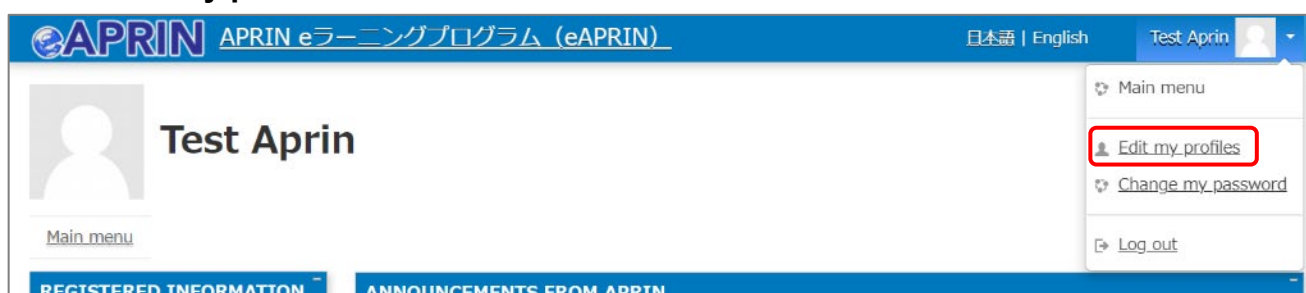 eAPRIN APRIN eラーニングプログラム（eAPRIN） 日本語 | English Test Aprin
Main menu
Test Aprin
Edit my profiles
Change my password
Main menu
Log out
REGISTERED INFORMATION
ANNOUNCEMENTS FROM APRIN